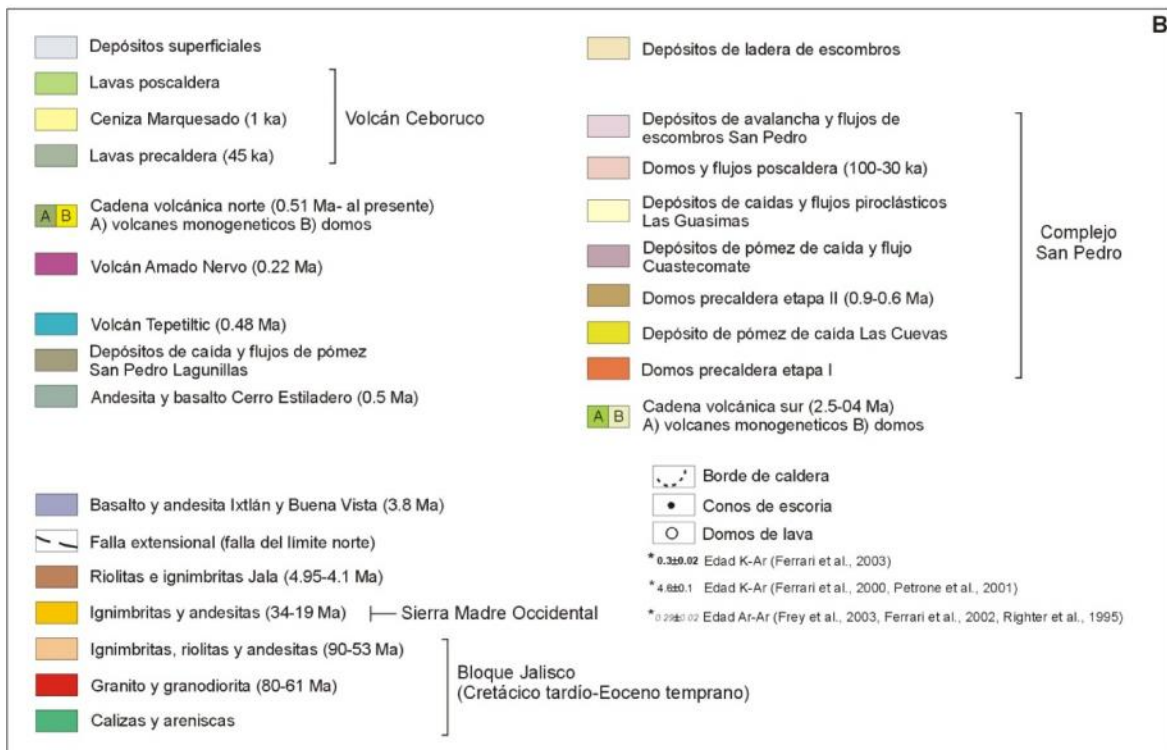 B
Depósitos superficiales
Lavas poscaldera
Ceniza Marquesado (1 ka)
Lavas precaldera (45 ka)
Volcán Ceboruco
A B
Cadena volcánica norte (0.51 Ma- al presente)
A) volcanes monogeneticos B) domos
Volcán Amado Nervo (0.22 Ma)
Volcán Tepetiltic (0.48 Ma)
Depósitos de caída y flujos de pómez
San Pedro Lagunillas
Andesita y basalto Cerro Estiladero (0.5 Ma)
Basalto y andesita Ixtlán y Buena Vista (3.8 Ma)
Falla extensional (falla del límite norte)
Riolitas e ignimbritas Jala (4.95-4.1 Ma)
Ignimbritas y andesitas (34-19 Ma)
Sierra Madre Occidental
Ignimbritas, riolitas y andesitas (90-53 Ma)
Granito y granodiorita (80-61 Ma)
Calizas y areniscas
Bloque Jalisco
(Cretácico tardío-Eoceno temprano)
Depósitos de ladera de escombros
Depósitos de avalancha y flujos de
escombros San Pedro
Domos y flujos poscaldera (100-30 ka)
Depósitos de caídas y flujos piroclásticos
Las Guasimas
Depósitos de pómez de caída y flujo
Cuastecomate
Domos precaldera etapa II (0.9-0.6 Ma)
Depósito de pómez de caída Las Cuevas
Domos precaldera etapa I
Complejo
San Pedro
A B
Cadena volcánica sur (2.5-04 Ma)
A) volcanes monogeneticos B) domos
Borde de caldera
Conos de escoria
Domos de lava
* 0.3±0.02 Edad K-Ar (Ferrari et al., 2003)
* 4.6±0.1 Edad K-Ar (Ferrari et al., 2000, Petrone et al., 2001)
* 0.29±0.02 Edad Ar-Ar (Frey et al., 2003, Ferrari et al., 2002, Righter et al., 1995)